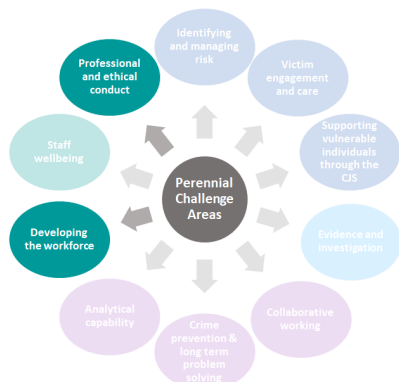 Identifying
and managing
risk
Professional
and ethical
conduct
Victim
engagement
and care
Staff
wellbeing
Supporting
vulnerable
individuals
through the
CJS
Perennial
Challenge
Areas
Developing
the workforce
Evidence and
investigation
Analytical
capability
Collaborative
working
Crime
prevention &
long term
problem
solving